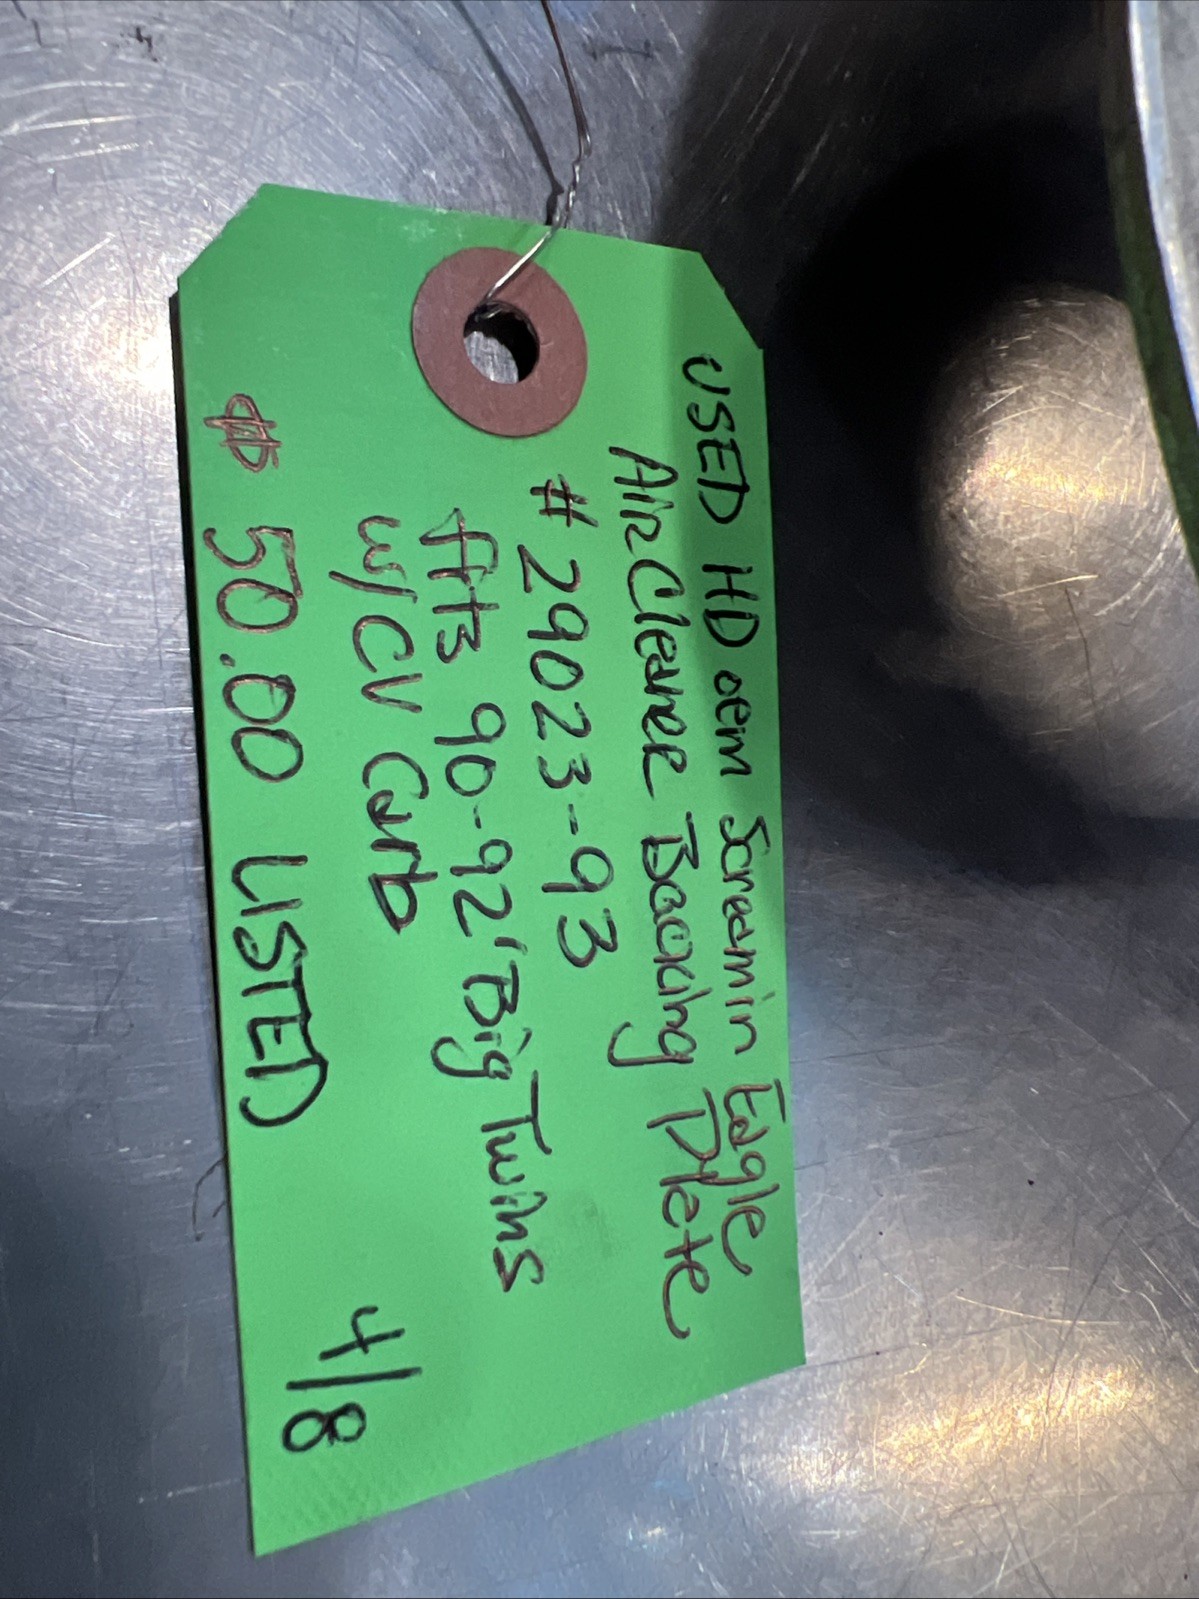 USED HD oem Screamin Eagle
Air Cleaner Backing Plate
# 29023-93
fits 90-92' Big Twins
w/CV Carb
$ 50.00 USED
4/8